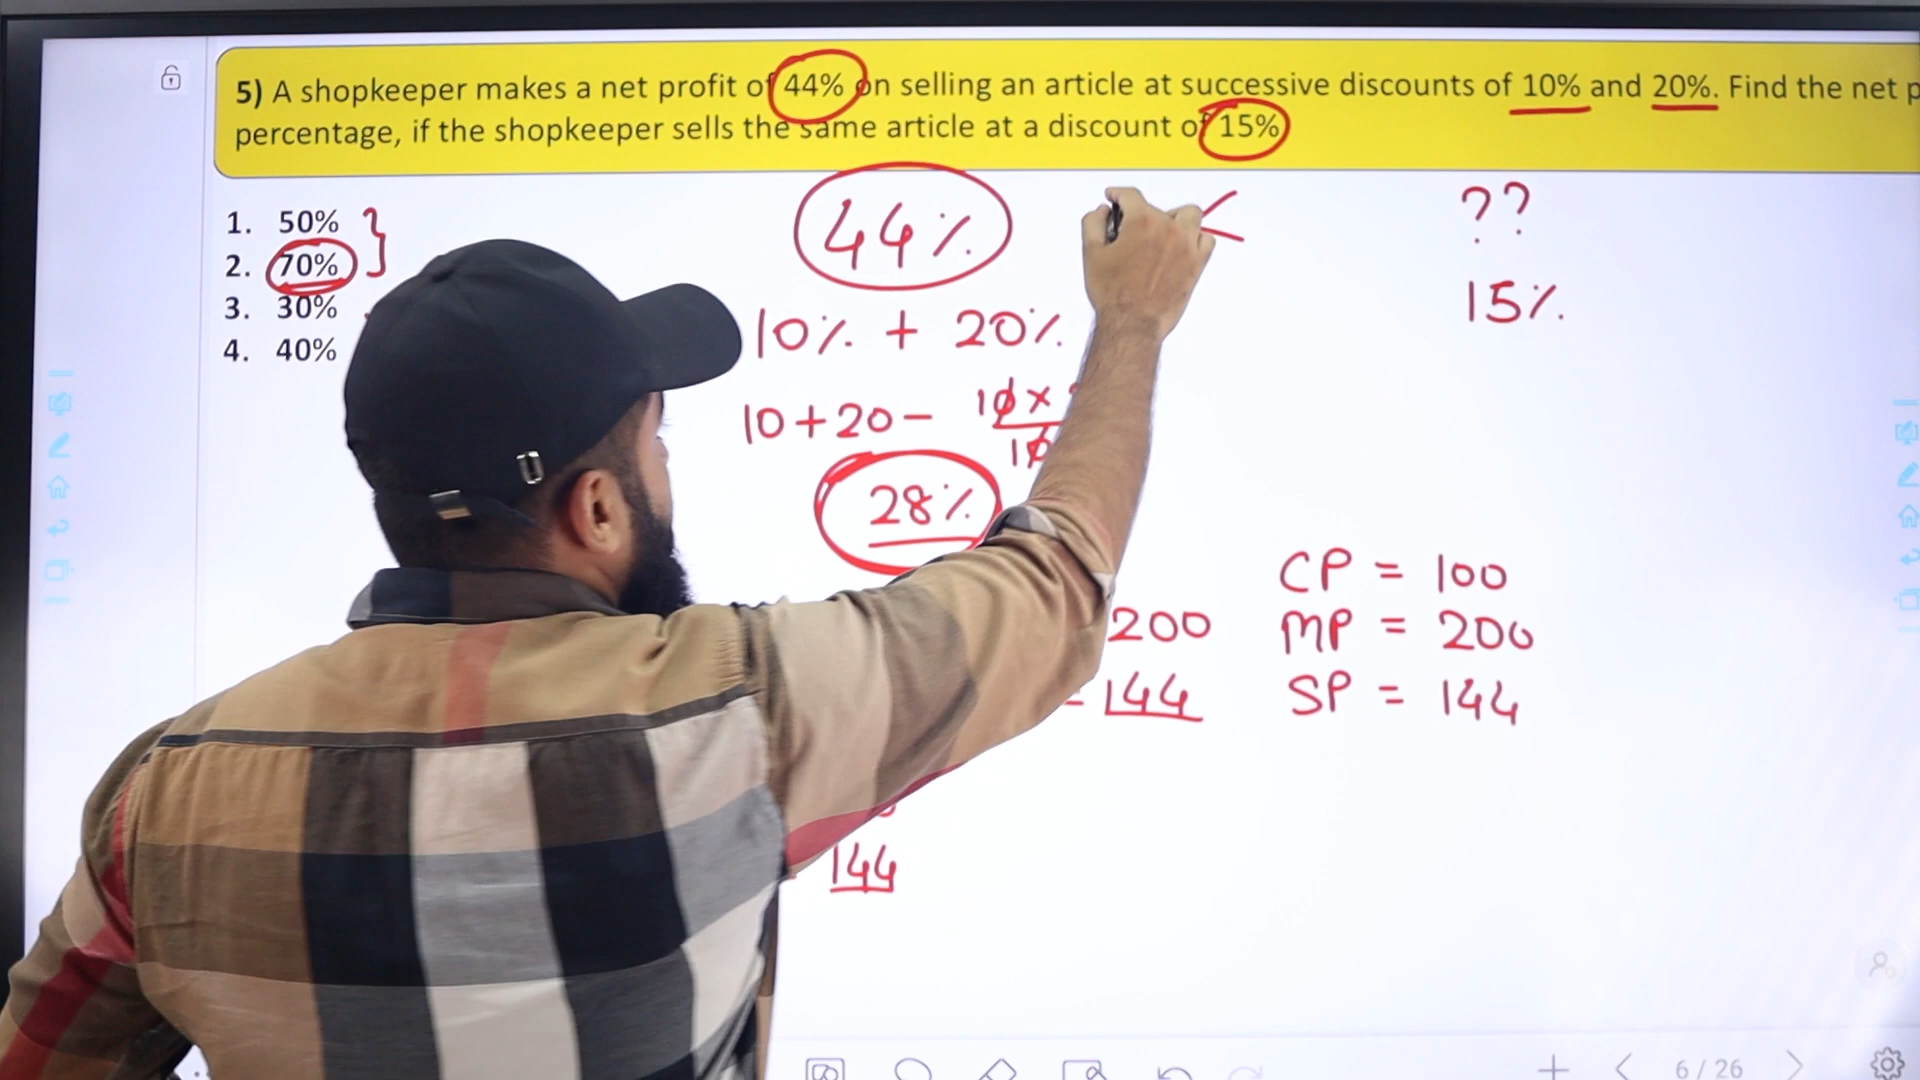 5) A shopkeeper makes a net profit of 44% on selling an article at successive discounts of 10% and 20%. Find the net p
percentage, if the shopkeeper sells the same article at a discount of 15%
1. 50%
2. 70%
3. 30%
4. 40%
44%
<
??
10% + 20%
15%
10+20- 10×
10
28%
200
144
CP = 100
MP = 200
SP = 144
144
6/26